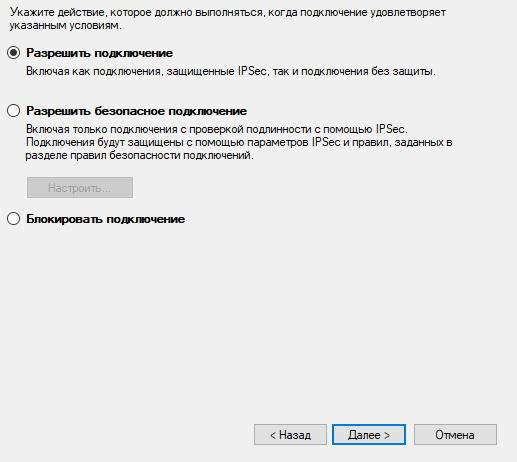 Укажите действие, которое должно выполняться, когда подключение удовлетворяет
указанным условиям.
Разрешить подключение
Включая как подключения, защищенные IPSec, так и подключения без защиты.
Разрешить безопасное подключение
Включая только подключения с проверкой подлинности с помощью IPSec.
Подключения будут защищены с помощью параметров IPSec и правил, заданных в
разделе правил безопасности подключений.
Настроить...
Блокировать подключение
< Назад
Далее >
Отмена